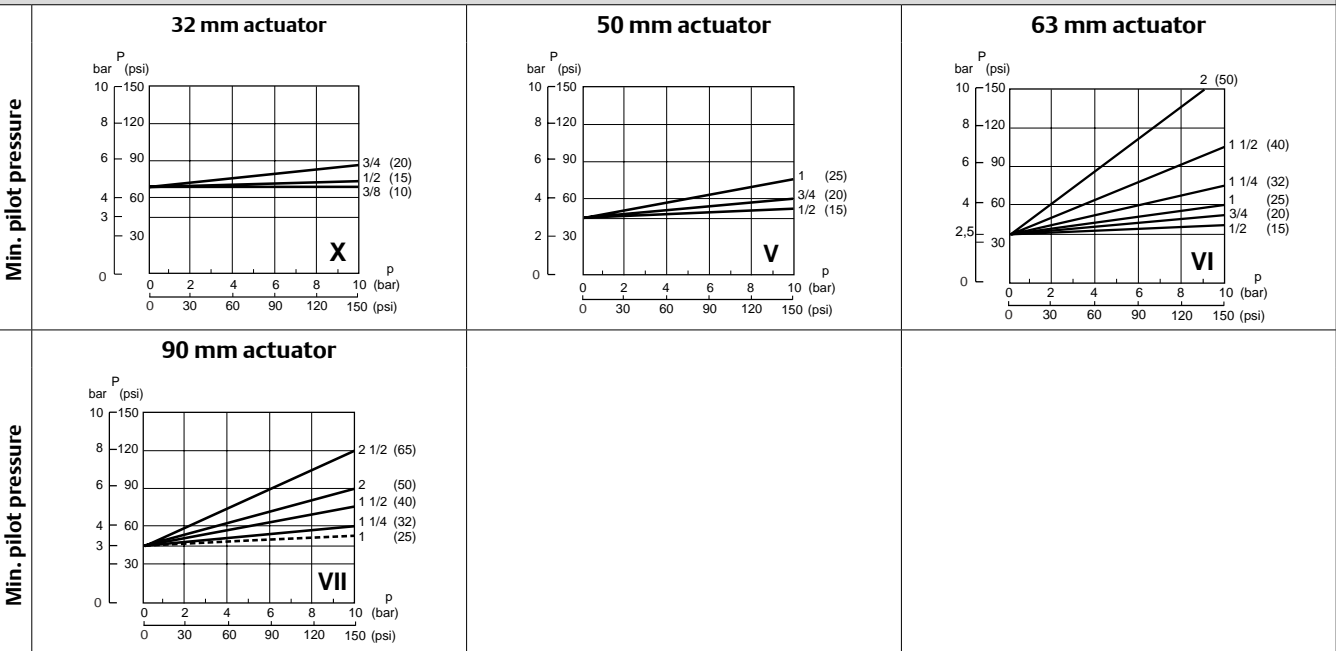 32 mm actuator
50 mm actuator
63 mm actuator
Min. pilot pressure
P
bar (psi)
10 150
8 120
6 90
4 60
3
30
0
3/4 (20)
1/2 (15)
3/8 (10)
X
p
0 2 4 6 8 10 (bar)
0 30 60 90 120 150 (psi)
P
bar (psi)
10 150
8 120
6 90
4 60
2 30
0
1 (25)
3/4 (20)
1/2 (15)
V
p
0 2 4 6 8 10 (bar)
0 30 60 90 120 150 (psi)
P
bar (psi)
10 150
8 120
6 90
4 60
2,5
30
0
2 (50)
1 1/2 (40)
1 1/4 (32)
1 (25)
3/4 (20)
1/2 (15)
VI
p
0 2 4 6 8 10 (bar)
0 30 60 90 120 150 (psi)
90 mm actuator
Min. pilot pressure
P
bar (psi)
10 150
8 120
6 90
4 60
3
30
0
2 1/2 (65)
2 (50)
1 1/2 (40)
1 1/4 (32)
1 (25)
VII
p
0 2 4 6 8 10 (bar)
0 30 60 90 120 150 (psi)